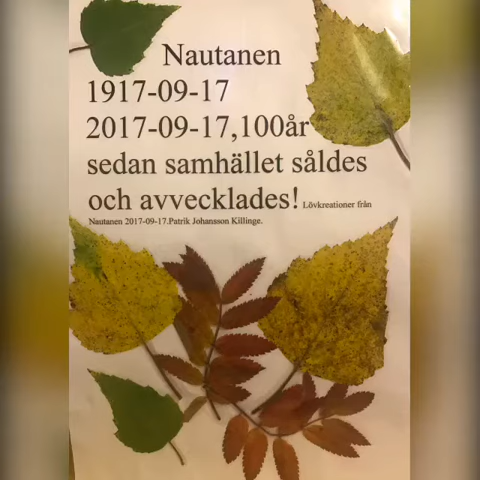 Nautanen
1917-09-17
2017-09-17,100år
sedan samhället såldes
och avvecklades! Lövkreationer från
Nautanen 2017-09-17.Patrik Johansson Killinge.